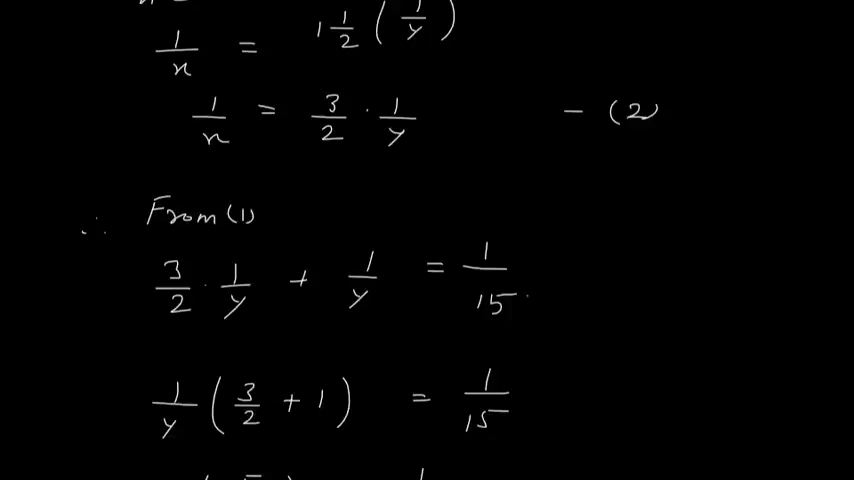 1/x = 1 1/2 (1/y)
1/x = 3/2 · 1/y - (2)
∴ From (1)
3/2 · 1/y + 1/y = 1/15
1/y (3/2 + 1) = 1/15